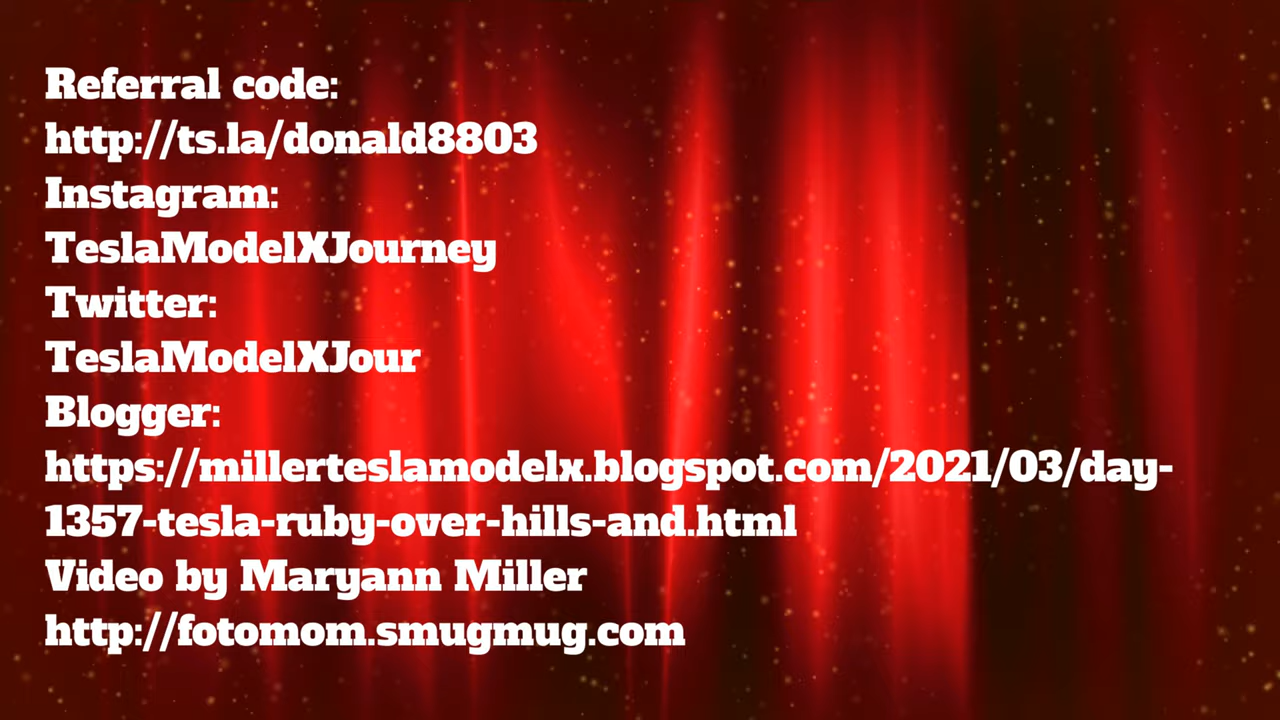 Referral code:
http://ts.la/donald8803
Instagram:
TeslaModelXJourney
Twitter:
TeslaModelXJour
Blogger:
https://millerteslamodelx.blogspot.com/2021/03/day-
1357-tesla-ruby-over-hills-and.html
Video by Maryann Miller
http://fotomom.smugmug.com